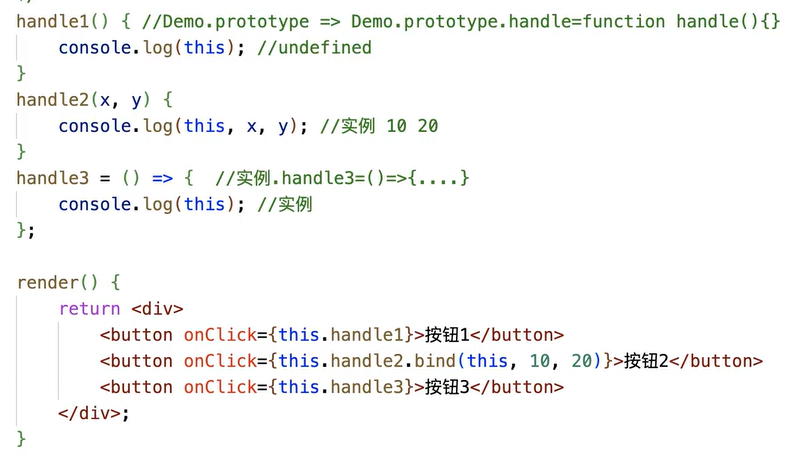 handle1() { //Demo.prototype => Demo.prototype.handle=function handle(){}
    console.log(this); //undefined
}
handle2(x, y) {
    console.log(this, x, y); //实例 10 20
}
handle3 = () => {  //实例.handle3=()=>{....}
    console.log(this); //实例
};

render() {
    return <div>
        <button onClick={this.handle1}>按钮1</button>
        <button onClick={this.handle2.bind(this, 10, 20)}>按钮2</button>
        <button onClick={this.handle3}>按钮3</button>
    </div>;
}